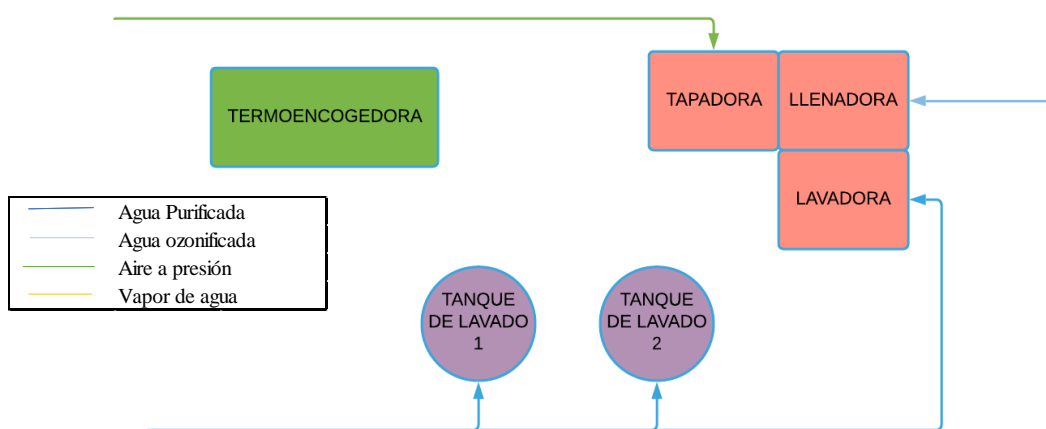 TAPADORA
LLENADORA
TERMOENCOGEDORA
LAVADORA
Agua Purificada
Agua ozonificada
Aire a presión
Vapor de agua
TANQUE
DE LAVADO
1
TANQUE
DE LAVADO
2